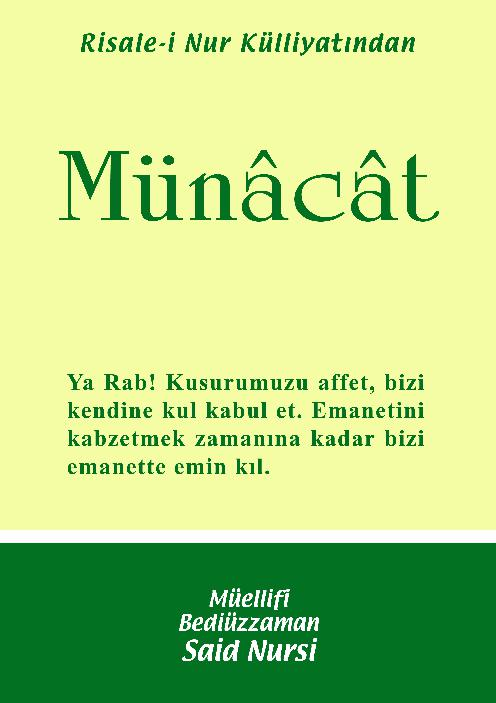 Risale-i Nur Külliyatından
Münâcât
Ya Rab! Kusurumuzu affet, bizi
kendine kul kabul et. Emanetini
kabzetmek zamanına kadar bizi
emanette emin kıl.
Müellifi
Bediüzzaman
Said Nursi